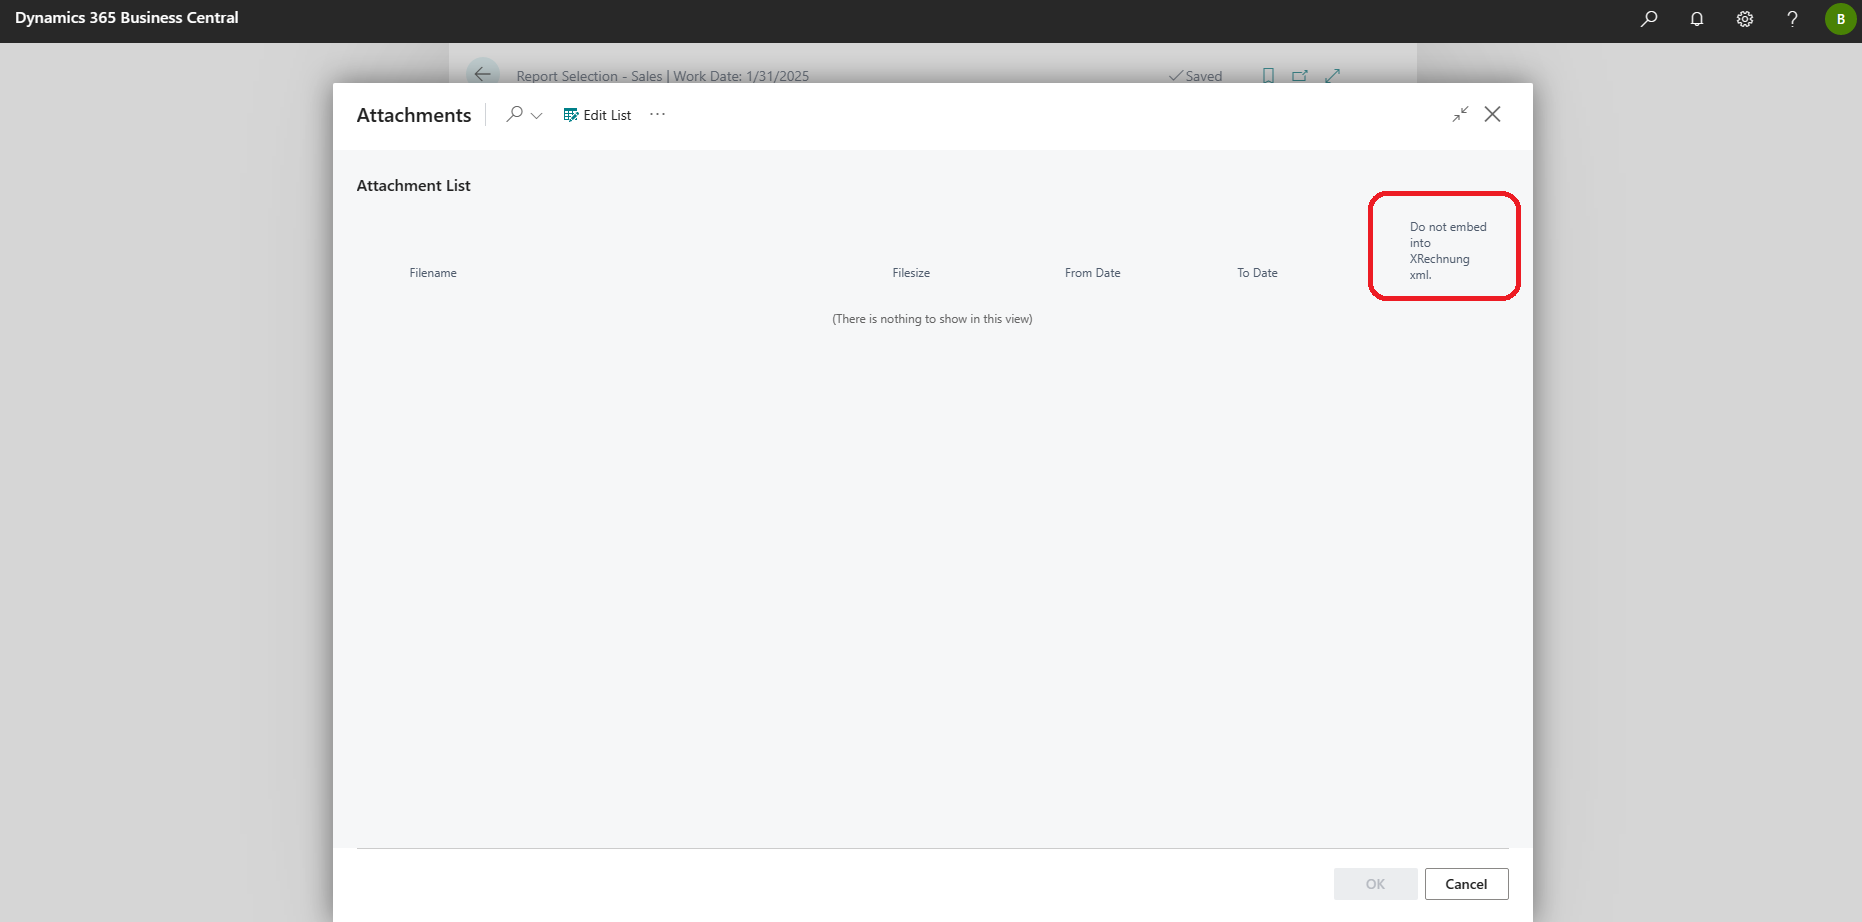 Dynamics 365 Business Central
B
Report Selection - Sales | Work Date: 1/31/2025
Saved
Attachments
Edit List
Attachment List
Filename
Filesize
From Date
To Date
Do not embed
into
XRechnung
xml.
(There is nothing to show in this view)
OK
Cancel